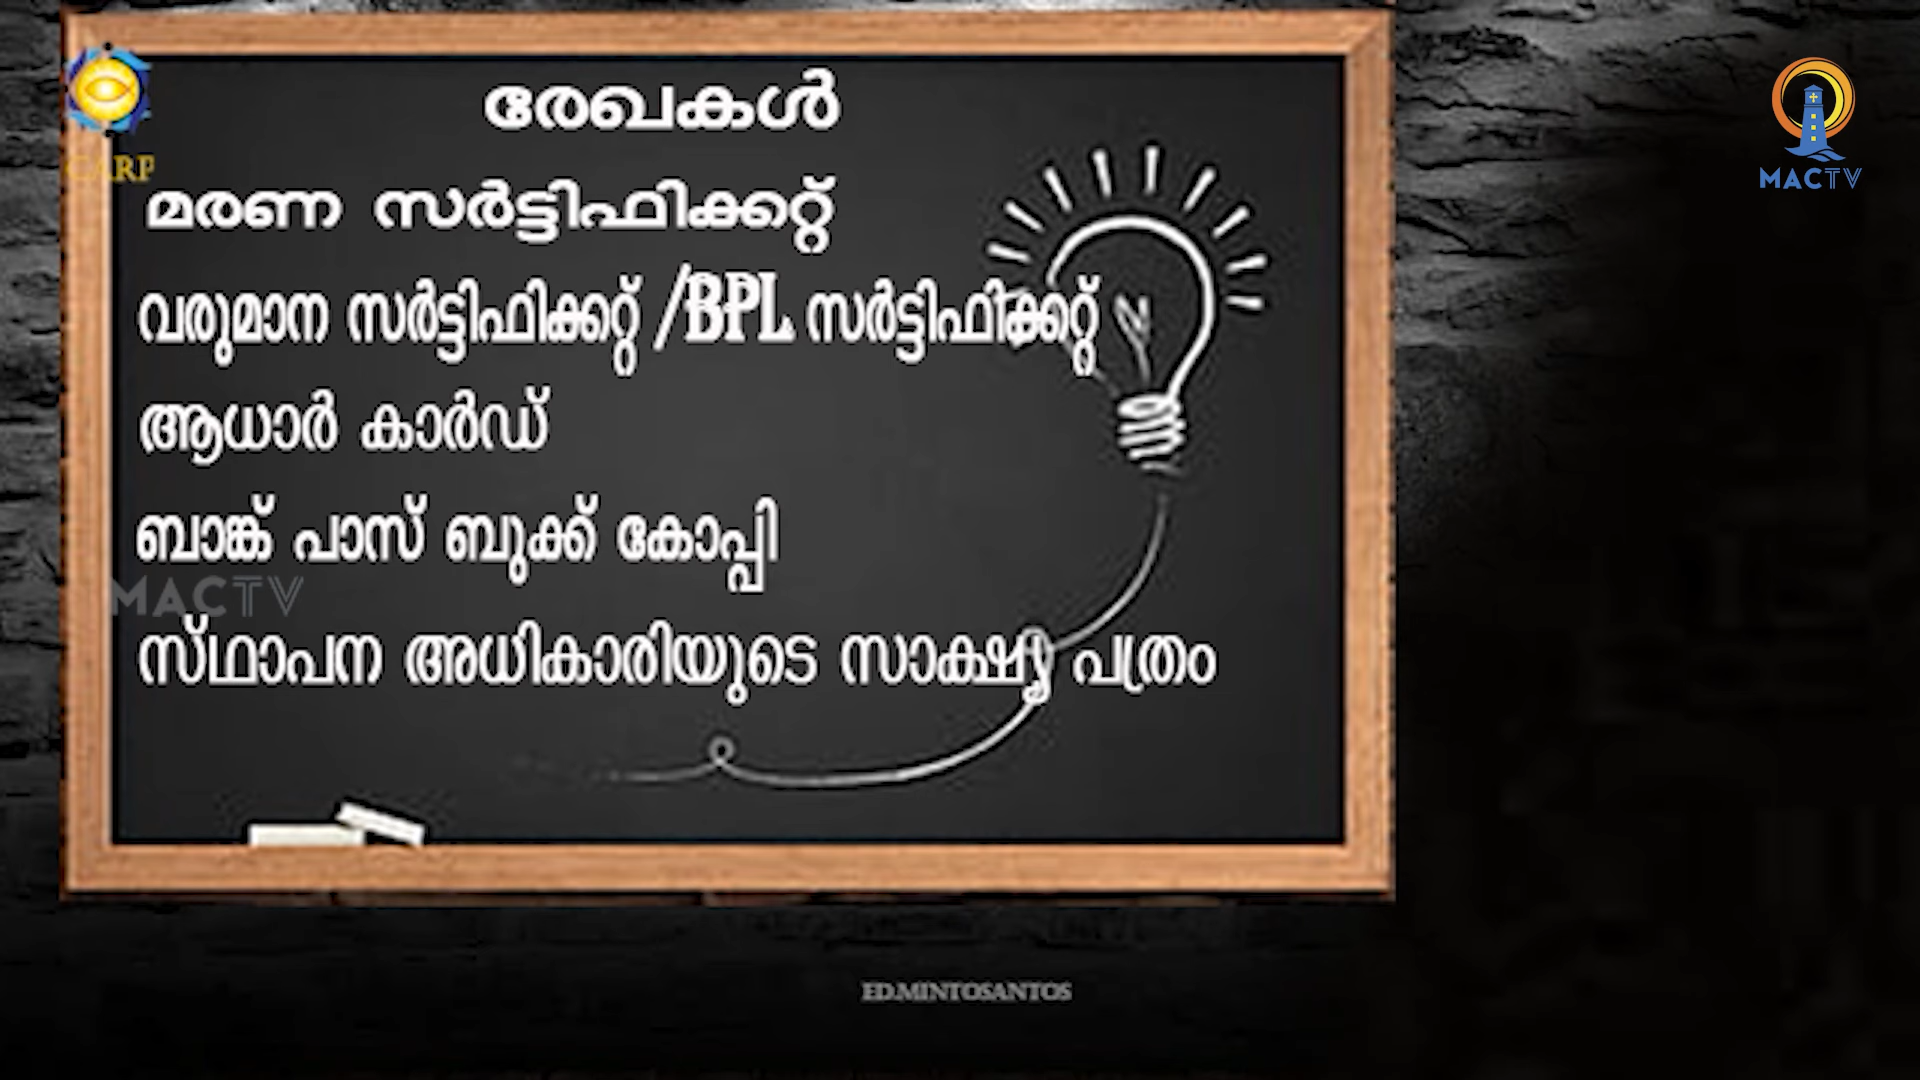 രേഖകൾ
CARP
MACTV
മരണ സർട്ടിഫിക്കറ്റ്
വരുമാന സർട്ടിഫിക്കറ്റ് /BPL സർട്ടിഫിക്കറ്റ്
ആധാർ കാർഡ്
ബാങ്ക് പാസ് ബുക്ക് കോപ്പി
MACTV
സ്ഥാപന അധികാരിയുടെ സാക്ഷ്യ പത്രം
ED.MINTOSANTOS